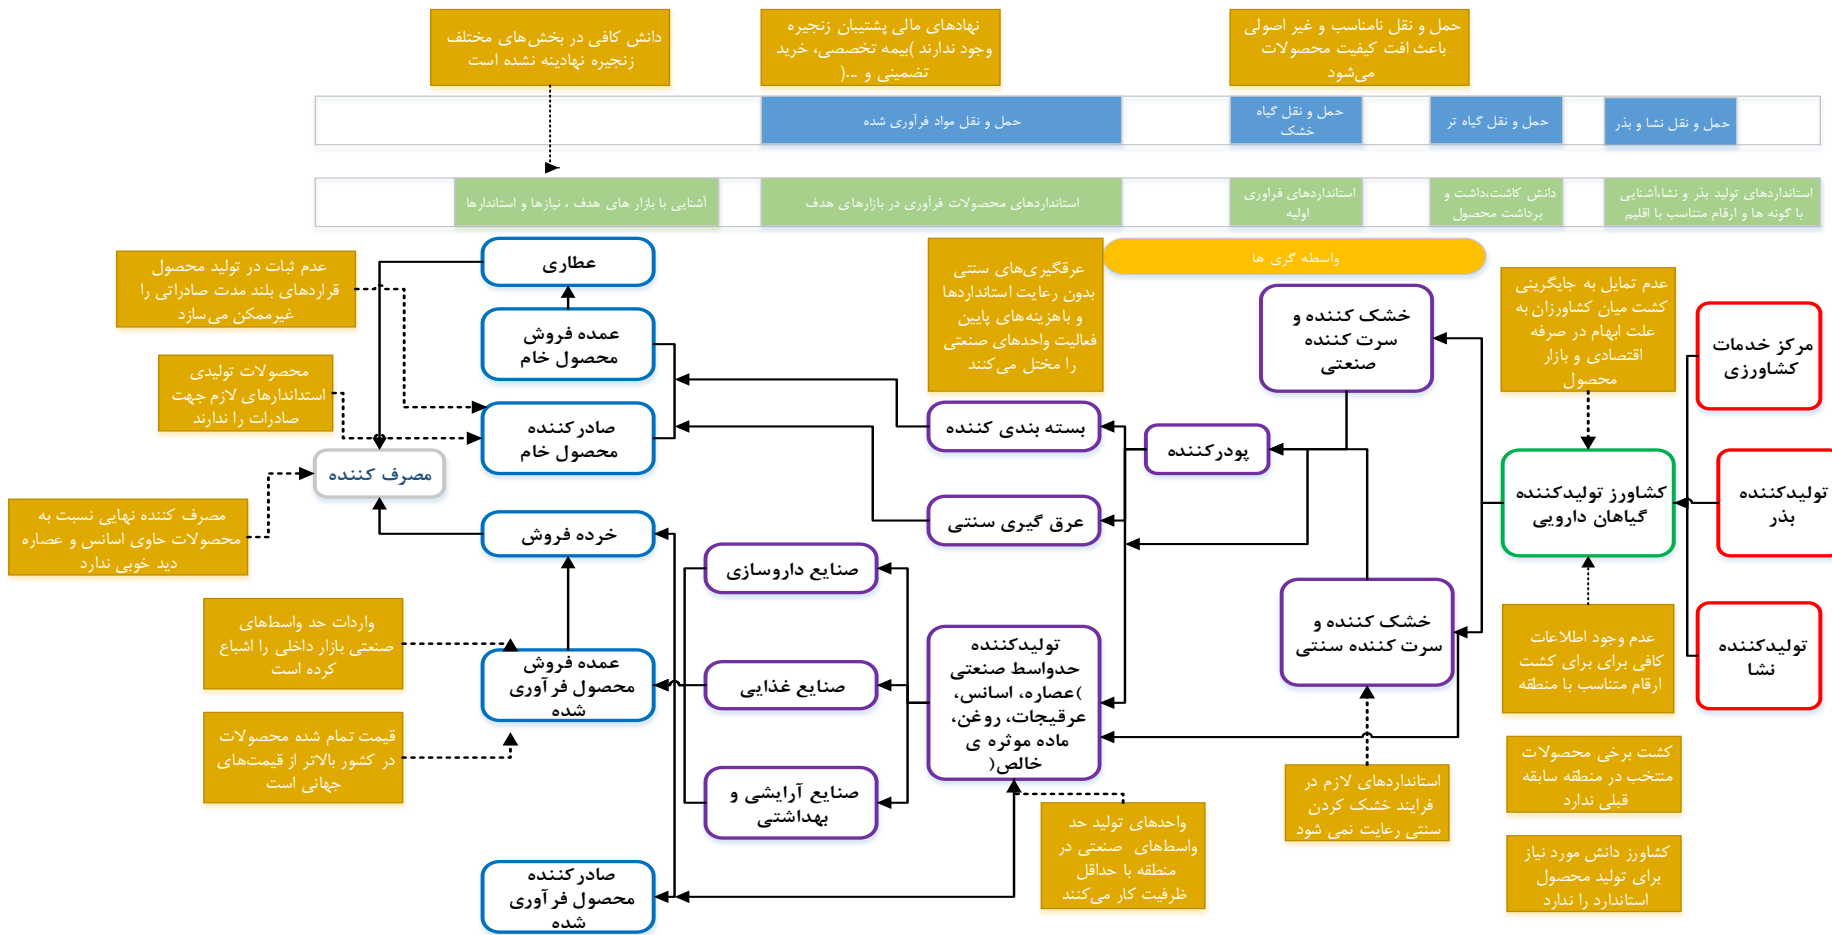 حمل و نقل نامناسب و غیر اصولی
باعث افت کیفیت محصولات
می‌شود
نهادهای مالی پشتیبان زنجیره
وجود ندارند )بیمه تخصصی، خرید
تضمینی و ...(
دانش کافی در بخش‌های مختلف
زنجیره نهادینه نشده است
حمل و نقل نشا و بذر
حمل و نقل گیاه تر
حمل و نقل گیاه
خشک
حمل و نقل مواد فرآوری شده
استانداردهای تولید بذر و نشا،آشنایی
با گونه ها و ارقام متناسب با اقلیم
دانش کاشت،داشت و
برداشت محصول
استانداردهای فراوری
اولیه
استانداردهای محصولات فرآوری در بازارهای هدف
آشنایی با بازار های هدف ، نیازها و استاندارها
واسطه گری ها
مرکز خدمات
کشاورزی
تولیدکننده
بذر
تولیدکننده
نشا
عدم تمایل به جایگرینی
کشت میان کشاورزان به
علت ابهام در صرفه
اقتصادی و بازار
محصول
کشاورز تولیدکننده
گیاهان دارویی
عدم وجود اطلاعات
کافی برای برای کشت
ارقام متناسب با منطقه
کشت برخی محصولات
منتخب در منطقه سابقه
قبلی ندارد
کشاورز دانش مورد نیاز
برای تولید محصول
استاندارد را ندارد
خشک کننده و
سرت کننده
صنعتی
خشک کننده و
سرت کننده سنتی
استانداردهای لازم در
فرایند خشک کردن
سنتی رعایت نمی شود
پودرکننده
عرقگیری‌های سنتی
بدون رعایت استانداردها
و باهزینه‌های پایین
فعالیت واحدهای صنعتی
را مختل می‌کنند
بسته بندی کننده
عرق گیری سنتی
تولیدکننده
حدواسط صنعتی
)عصاره، اسانس،
عرقیجات، روغن،
ماده موثره ی
خالص(
واحدهای تولید حد
واسط‌های صنعتی در
منطقه با حداقل
ظرفیت کار می‌کنند
صنایع داروسازی
صنایع غذایی
صنایع آرایشی و
بهداشتی
عطاری
عمده فروش
محصول خام
صادرکننده
محصول خام
خرده فروش
عمده فروش
محصول فرآوری
شده
صادرکننده
محصول فرآوری
شده
مصرف کننده
عدم ثبات در تولید محصول
قراردهای بلند مدت صادراتی را
غیرممکن می‌سازد
محصولات تولیدی
استداندارهای لازم جهت
صادرات را ندارند
مصرف کننده نهایی نسبت به
محصولات حاوی اسانس و عصاره
دید خوبی ندارد
واردات حد واسط‌های
صنعتی بازار داخلی را اشباع
کرده است
قیمت تمام شده محصولات
در کشور بالاتر از قیمت‌های
جهانی است